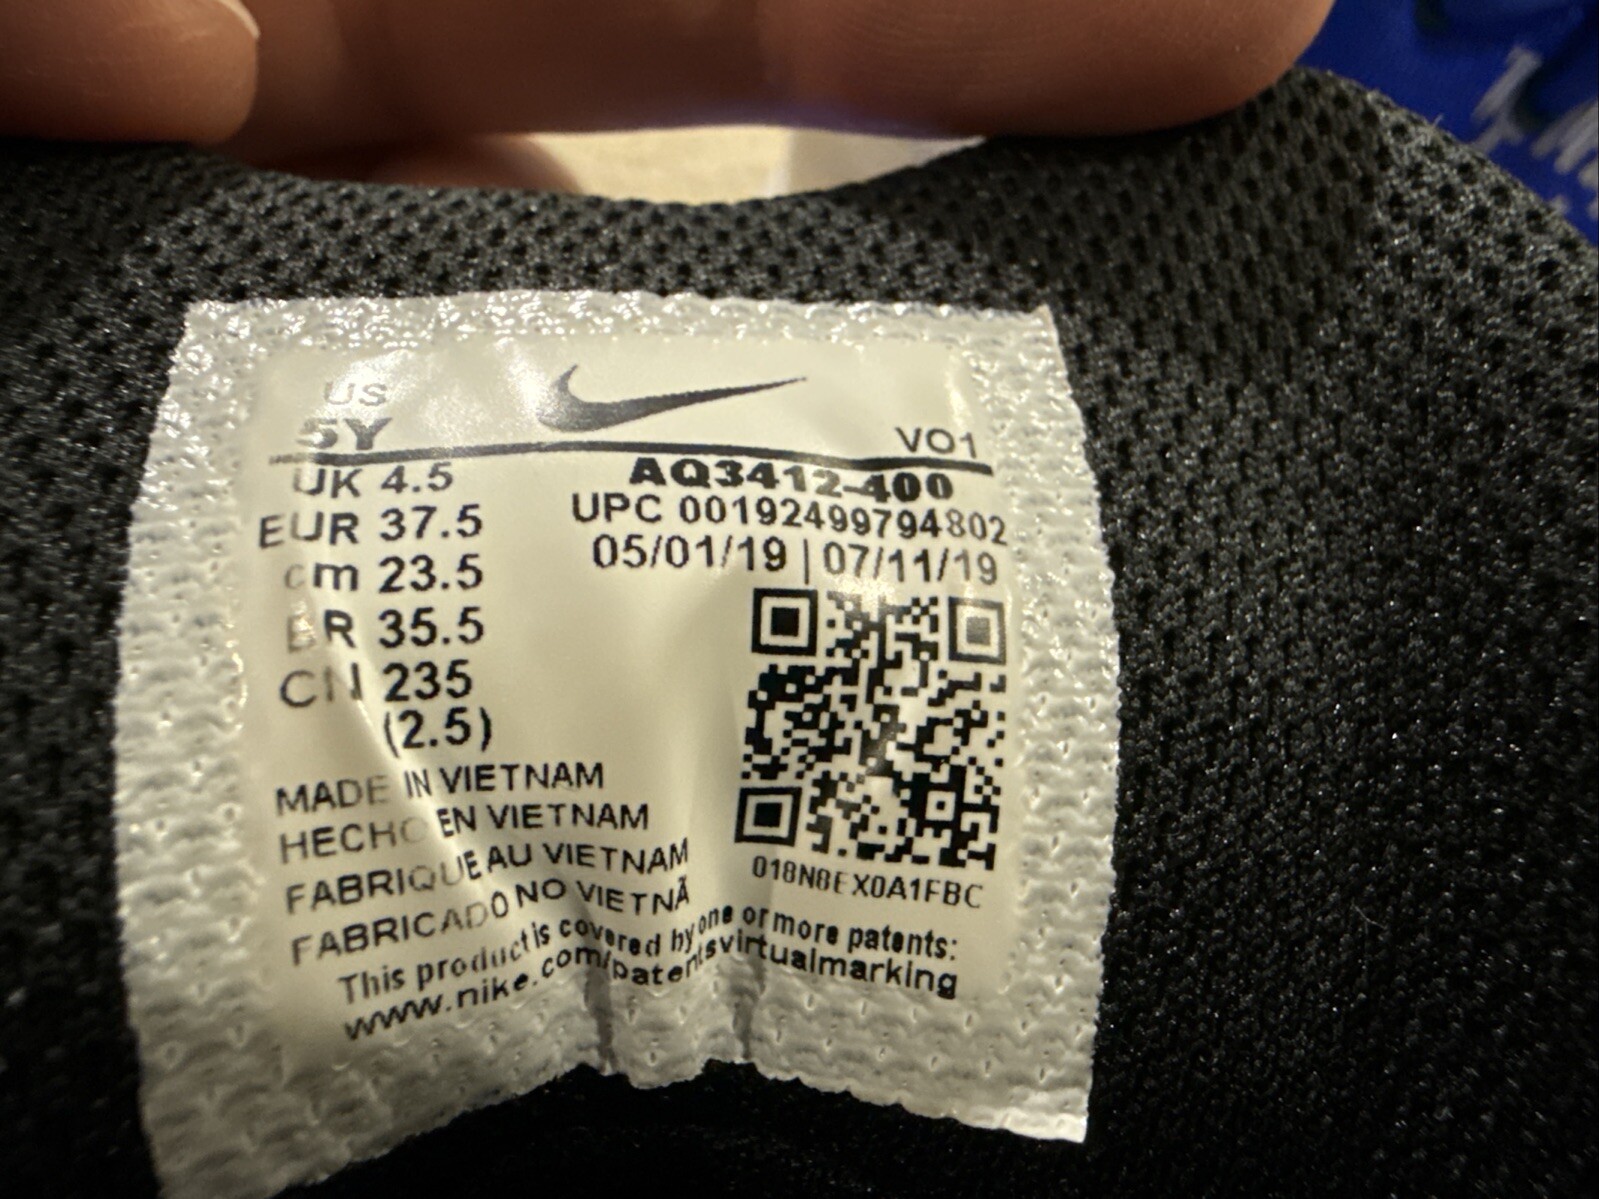 US
5Y
VO1
UK 4.5
AQ3412-400
EUR 37.5
UPC 00192499794802
cm 23.5
05/01/19 | 07/11/19
BR 35.5
CN 235
(2.5)
MADE IN VIETNAM
HECHO EN VIETNAM
FABRIQUE AU VIETNAM
FABRICADO NO VIETNÃ
018N8EX0A1FBC
This product is covered by one or more patents:
www.nike.com/patentsvirtualmarking